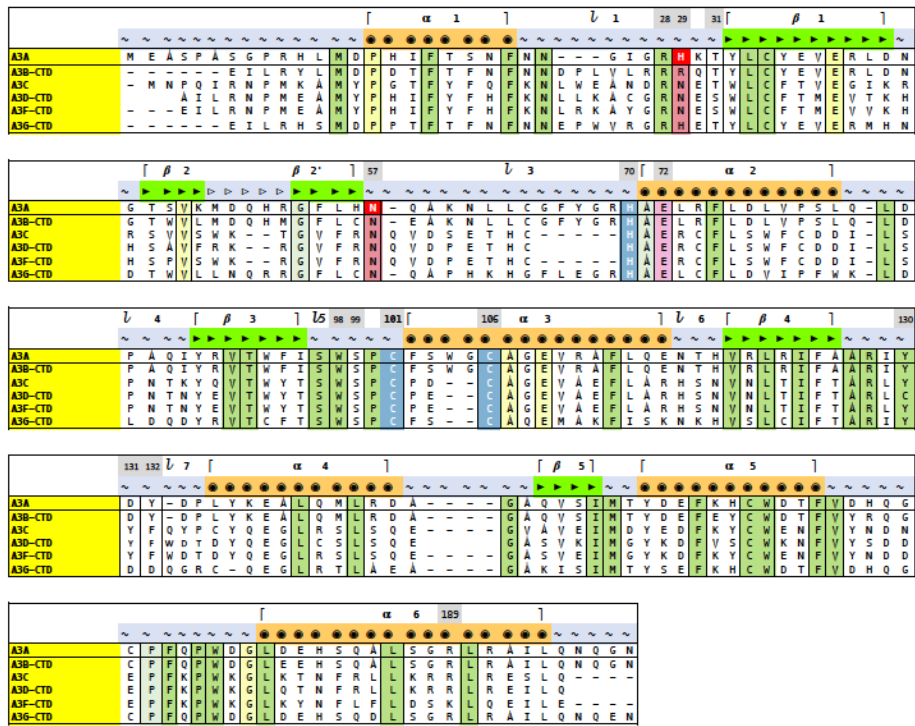 ⌈ α 1 ⌉ l 1 28 29 31 ⌈ β 1 ⌉
A3A M E A S P A S G P R H L M D P H I F T S N F N N - - - G I G R H K T Y L C Y E V E R L D N
A3B-CTD - - - - - - E I L R Y L M D P D T F T F N F N N D P L V L R R R Q T Y L C Y E V E R L D N
A3C - M N P Q I R N P M K A M Y P G T F Y F Q F K N L W E A N D R N E T W L C F T V E G I K R
A3D-CTD A I L R N P M E A M Y P H I F Y F H F K N L L K A C G R N E S W L C F T M E V T K H
A3F-CTD - - - E I L R N P M E A M Y P H I F Y F H F K N L R K A Y G R N E S W L C F T M E V V K H
A3G-CTD - - - - - - E I L R H S M D P P T F T F N F N N E P W V R G R H E T Y L C Y E V E R M H N
⌈ β 2 β 2' ⌉ 57 l 3 70 ⌈ 72 α 2 ⌉
A3A G T S V K M D Q H R G F L H N - Q A K N L L C G F Y G R H A E L R F L D L V P S L Q - L D
A3B-CTD G T W V L M D Q H M G F L C N - E A K N L L C G F Y G R H A E L R F L D L V P S L Q - L D
A3C R S V V S W K - - T G V F R N Q V D S E T H C - - - - - H A E R C F L S W F C D D I - L S
A3D-CTD H S A V F R K - - R G V F R N Q V D P E T H C - - - - - H A E R C F L S W F C D D I - L S
A3F-CTD H S P V S W K - - R G V F R N Q V D P E T H C - - - - - H A E R C F L S W F C D D I - L S
A3G-CTD D T W V L L N Q R R G F L C N - Q A P H K H G F L E G R H A E L C F L D V I P F W K - L D
l 4 ⌈ β 3 ⌉ l5 98 99 101 ⌈ 106 α 3 ⌉ l 6 ⌈ β 4 ⌉ 130
A3A P A Q I Y R V T W F I S W S P C F S W G C A G E V R A F L Q E N T H V R L R I F A A R I Y
A3B-CTD P A Q I Y R V T W F I S W S P C F S W G C A G E V R A F L Q E N T H V R L R I F A A R I Y
A3C P N T K Y Q V T W Y T S W S P C P D - - C A G E V A E F L A R H S N V N L T I F T A R L Y
A3D-CTD P N T N Y E V T W Y T S W S P C P E - - C A G E V A E F L A R H S N V N L T I F T A R L C
A3F-CTD P N T N Y E V T W Y T S W S P C P E - - C A G E V A E F L A R H S N V N L T I F T A R L Y
A3G-CTD L D Q D Y R V T C F T S W S P C F S - - C A Q E M A K F I S K N K H V S L C I F T A R I Y
131 132 l 7 ⌈ α 4 ⌉ ⌈ β 5 ⌉ ⌈ α 5 ⌉
A3A D Y - D P L Y K E A L Q M L R D A - - - - G A Q V S I M T Y D E F K H C W D T F V D H Q G
A3B-CTD D Y - D P L Y K E A L Q M L R D A - - - - G A Q V S I M T Y D E F E Y C W D T F V Y R Q G
A3C Y F Q Y P C Y Q E G L R S L S Q E - - - - G V A V E I M D Y E D F K Y C W E N F V Y N D N
A3D-CTD Y F W D T D Y Q E G L C S L S Q E - - - - G A S V K I M G Y K D F V S C W K N F V Y S D D
A3F-CTD Y F W D T D Y Q E G L R S L S Q E - - - - G A S V E I M G Y K D F K Y C W E N F V Y N D D
A3G-CTD D D Q G R C - Q E G L R T L A E A - - - - G A K I S I M T Y S E F K H C W D T F V D H Q G
⌈ α 6 189 ⌉
A3A C P F Q P W D G L D E H S Q A L S G R L R A I L Q N Q G N
A3B-CTD C P F Q P W D G L E E H S Q A L S G R L R A I L Q N Q G N
A3C E P F K P W K G L K T N F R L L K R R L R E S L Q - - - -
A3D-CTD E P F K P W K G L Q T N F R L L K R R L R E I L Q
A3F-CTD E P F K P W K G L K Y N F L F L D S K L Q E I L E - - - -
A3G-CTD C P F Q P W D G L D E H S Q D L S G R L R A I L Q N Q E N